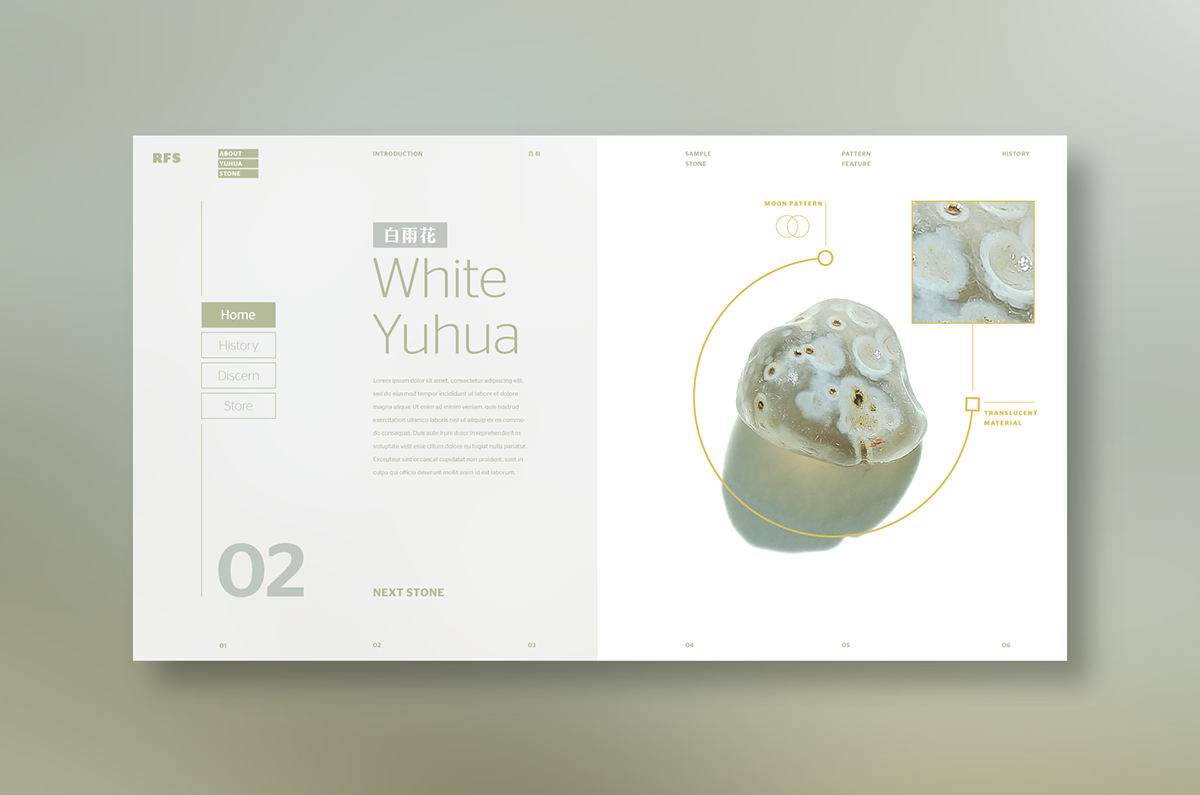 RFS
ABOUT
YUHUA
STONE
INTRODUCTION
SAMPLE
STONE
PATTERN
FEATURE
HISTORY
白雨花
White
Yuhua
Home
History
Discern
Store
Lorem ipsum dolor sit amet, consectetur adipiscing elit,
sed do eiusmod tempor incididunt ut labore et dolore
magna aliqua. Ut enim ad minim veniam, quis nostrud
exercitation ullamco laboris nisi ut aliquip ex ea commo-
do consequat. Duis aute irure dolor in reprehenderit in
voluptate velit esse cillum dolore eu fugiat nulla pariatur.
Excepteur sint occaecat cupidatat non proident, sunt in
culpa qui officia deserunt mollit anim id est laborum.
02
NEXT STONE
MOON PATTERN
TRANSLUCENT
MATERIAL
01
02
03
04
05
06